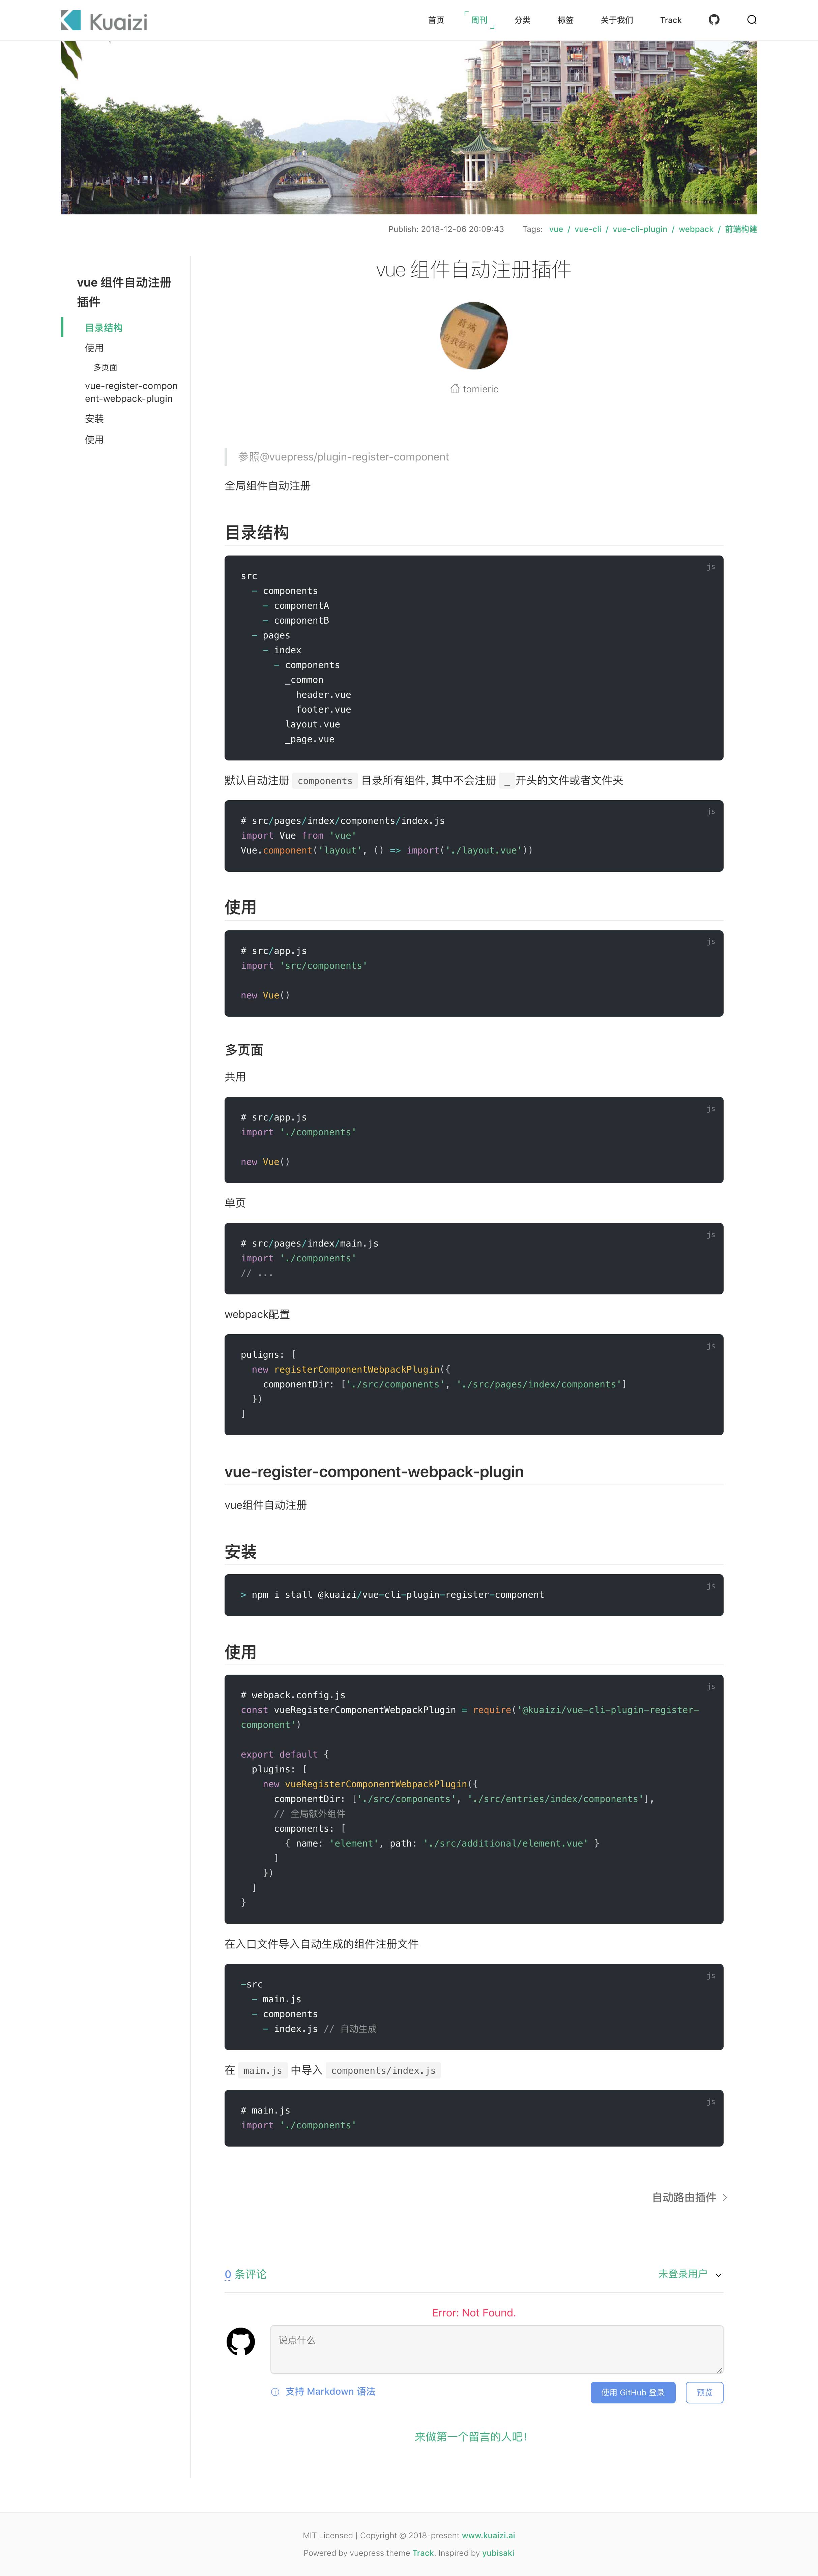 Kuaizi
首页 周刊 分类 标签 关于我们 Track
Publish: 2018-12-06 20:09:43 Tags: vue / vue-cli / vue-cli-plugin / webpack / 前端构建
vue 组件自动注册
插件
目录结构
使用
多页面
vue-register-compon
ent-webpack-plugin
安装
使用
vue 组件自动注册插件
tomieric
参照@vuepress/plugin-register-component
全局组件自动注册
目录结构
js
src
- components
- componentA
- componentB
- pages
- index
- components
_common
header.vue
footer.vue
layout.vue
_page.vue
默认自动注册 components 目录所有组件, 其中不会注册 _ 开头的文件或者文件夹
js
# src/pages/index/components/index.js
import Vue from 'vue'
Vue.component('layout', () => import('./layout.vue'))
使用
js
# src/app.js
import 'src/components'
new Vue()
多页面
共用
js
# src/app.js
import './components'
new Vue()
单页
js
# src/pages/index/main.js
import './components'
// ...
webpack配置
js
puligns: [
new registerComponentWebpackPlugin({
componentDir: ['./src/components', './src/pages/index/components']
})
]
vue-register-component-webpack-plugin
vue组件自动注册
安装
js
> npm i stall @kuaizi/vue-cli-plugin-register-component
使用
js
# webpack.config.js
const vueRegisterComponentWebpackPlugin = require('@kuaizi/vue-cli-plugin-register-
component')
export default {
plugins: [
new vueRegisterComponentWebpackPlugin({
componentDir: ['./src/components', './src/entries/index/components'],
// 全局额外组件
components: [
{ name: 'element', path: './src/additional/element.vue' }
]
})
]
}
在入口文件导入自动生成的组件注册文件
js
-src
- main.js
- components
- index.js // 自动生成
在 main.js 中导入 components/index.js
js
# main.js
import './components'
自动路由插件
0 条评论 未登录用户
Error: Not Found.
说点什么
支持 Markdown 语法 使用 GitHub 登录 预览
来做第一个留言的人吧！
MIT Licensed | Copyright © 2018-present www.kuaizi.ai
Powered by vuepress theme Track. Inspired by yubisaki